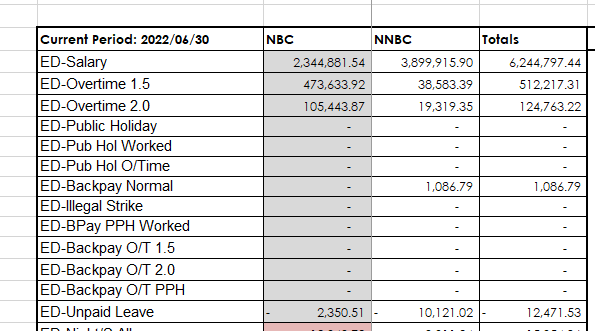 Current Period: 2022/06/30 NBC NNBC Totals
ED-Salary 2,344,881.54 3,899,915.90 6,244,797.44
ED-Overtime 1.5 473,633.92 38,583.39 512,217.31
ED-Overtime 2.0 105,443.87 19,319.35 124,763.22
ED-Public Holiday - - -
ED-Pub Hol Worked - - -
ED-Pub Hol O/Time - - -
ED-Backpay Normal - 1,086.79 1,086.79
ED-Illegal Strike - - -
ED-BPay PPH Worked - - -
ED-Backpay O/T 1.5 - - -
ED-Backpay O/T 2.0 - - -
ED-Backpay O/T PPH - - -
ED-Unpaid Leave - 2,350.51 - 10,121.02 - 12,471.53